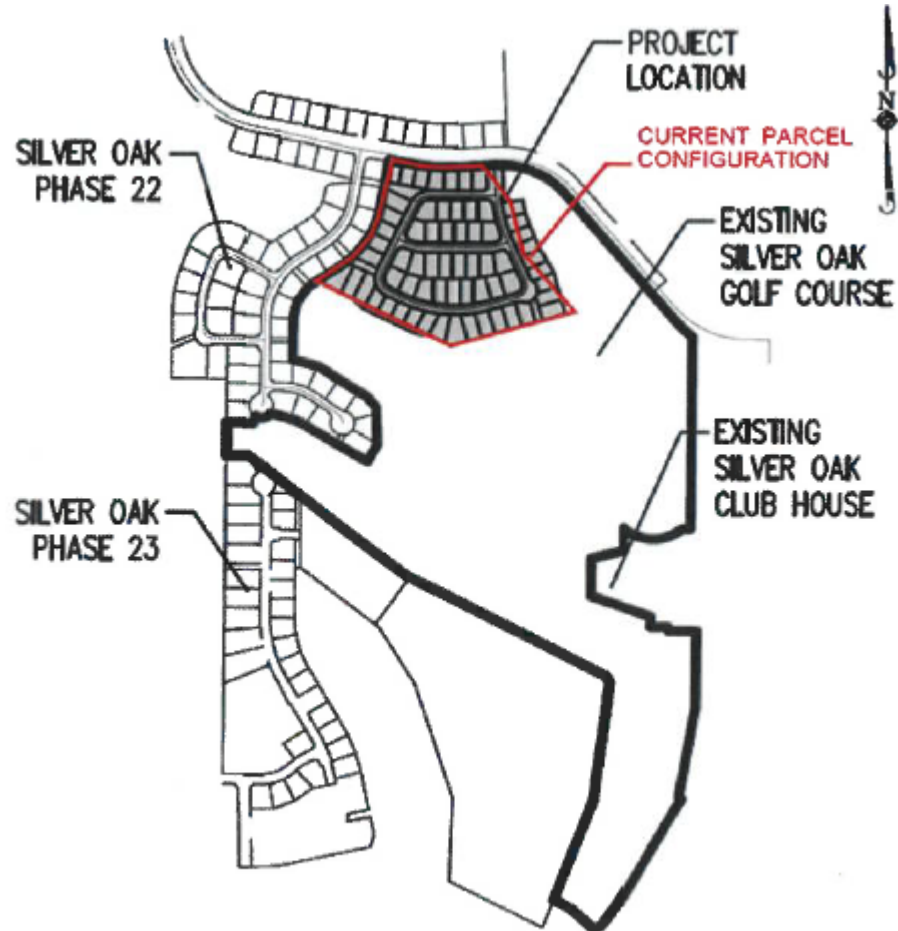 PROJECT
LOCATION
CURRENT PARCEL
CONFIGURATION
SILVER OAK
PHASE 22
EXISTING
SILVER OAK
GOLF COURSE
EXISTING
SILVER OAK
CLUB HOUSE
SILVER OAK
PHASE 23
N